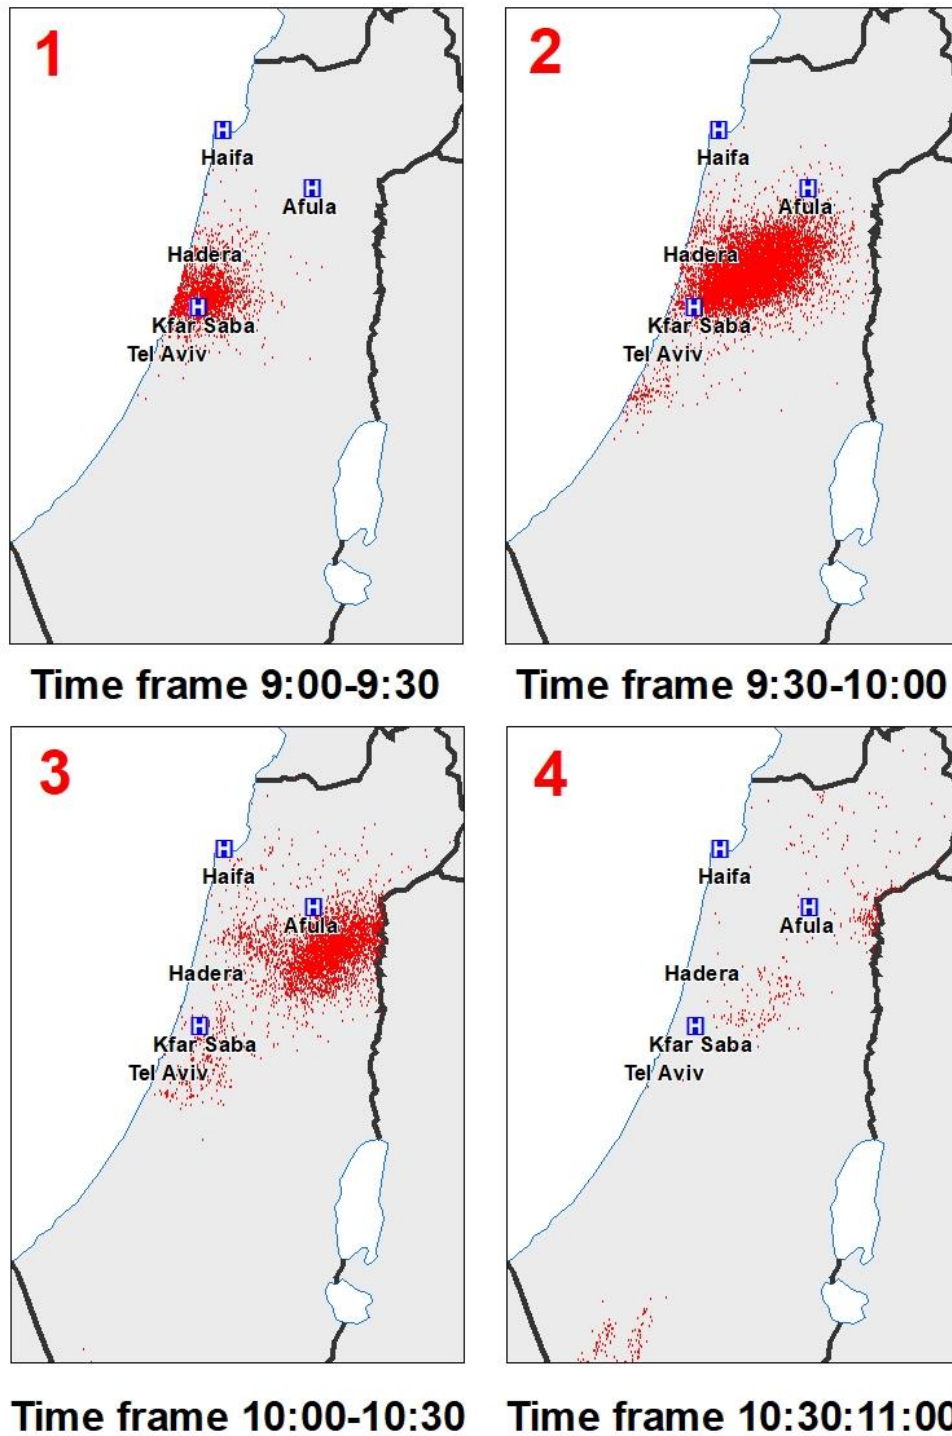 1
H
Haifa
H
Afula
Hadera
H
Kfar Saba
Tel Aviv
Time frame 9:00-9:30
2
H
Haifa
H
Afula
Hadera
H
Kfar Saba
Tel Aviv
Time frame 9:30-10:00
3
H
Haifa
H
Afula
Hadera
H
Kfar Saba
Tel Aviv
Time frame 10:00-10:30
4
H
Haifa
H
Afula
Hadera
H
Kfar Saba
Tel Aviv
Time frame 10:30:11:00